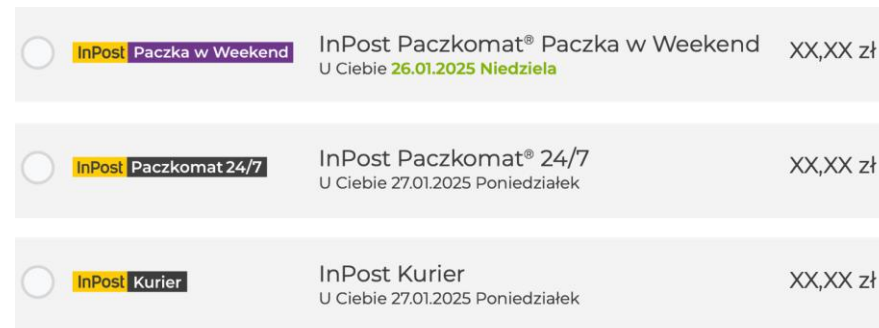 InPost Paczka w Weekend
InPost Paczkomat® Paczka w Weekend
XX,XX zł
U Ciebie 26.01.2025 Niedziela
InPost Paczkomat 24/7
InPost Paczkomat® 24/7
XX,XX zł
U Ciebie 27.01.2025 Poniedziałek
InPost Kurier
InPost Kurier
XX,XX zł
U Ciebie 27.01.2025 Poniedziałek